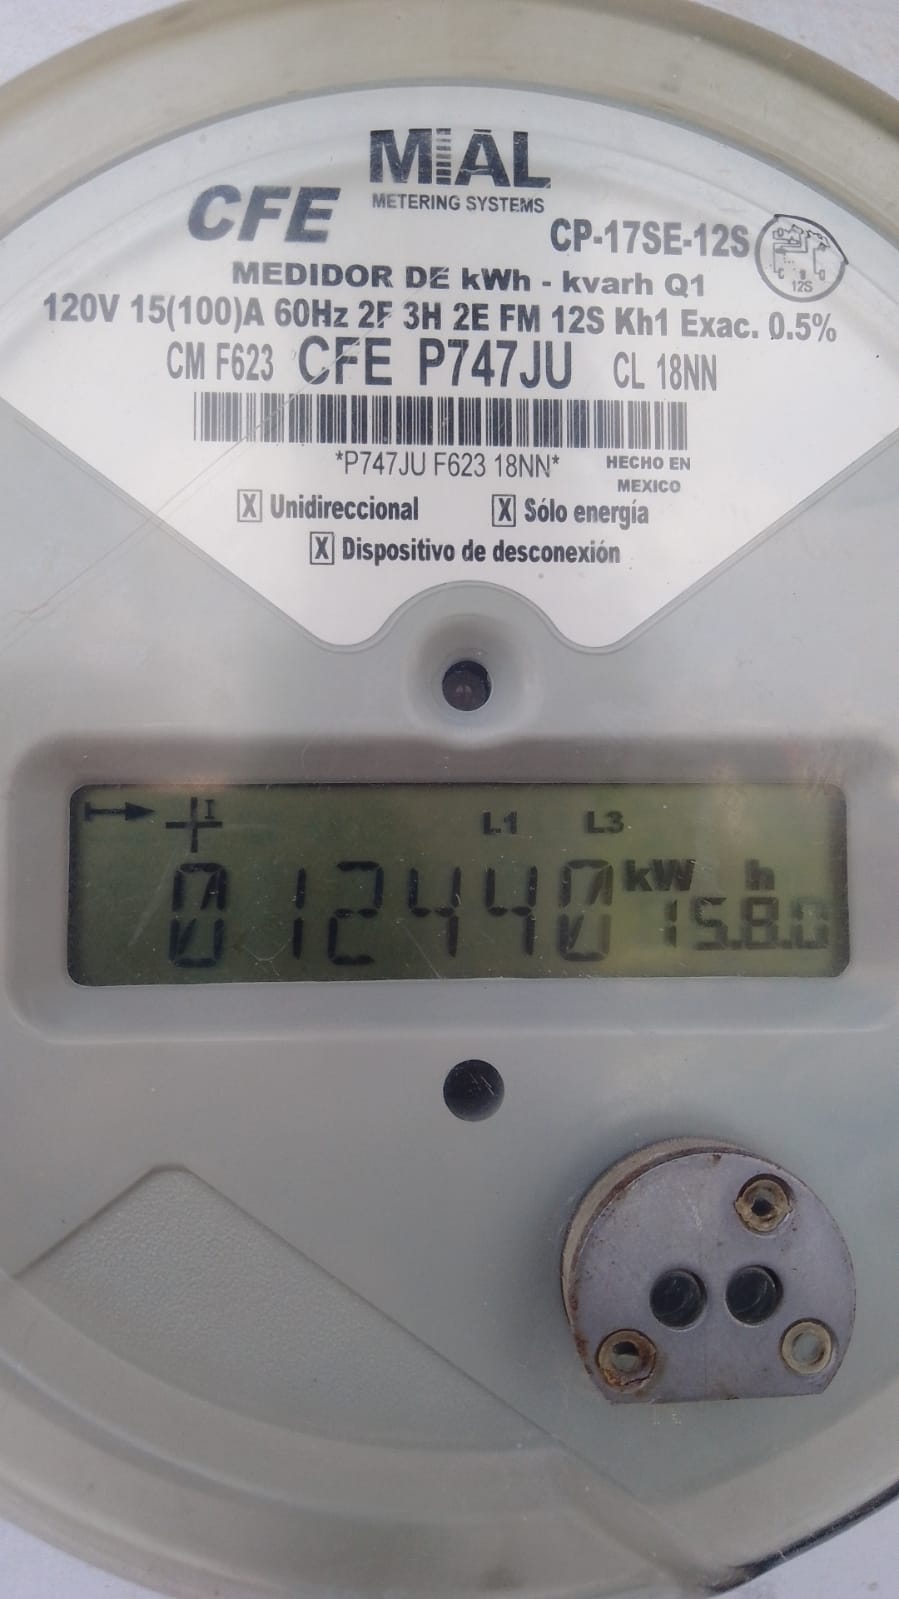 MIAL
METERING SYSTEMS
CFE
CP-17SE-12S
12S
MEDIDOR DE kWh - kvarh Q1
120V 15(100)A 60Hz 2F 3H 2E FM 12S Kh1 Exac. 0.5%
CM F623 CFE P747JU CL 18NN
*P747JU F623 18NN*
HECHO EN
MEXICO
X Unidireccional X Sólo energía
X Dispositivo de desconexión
I L1 L3
012440 kW h 15.8.0